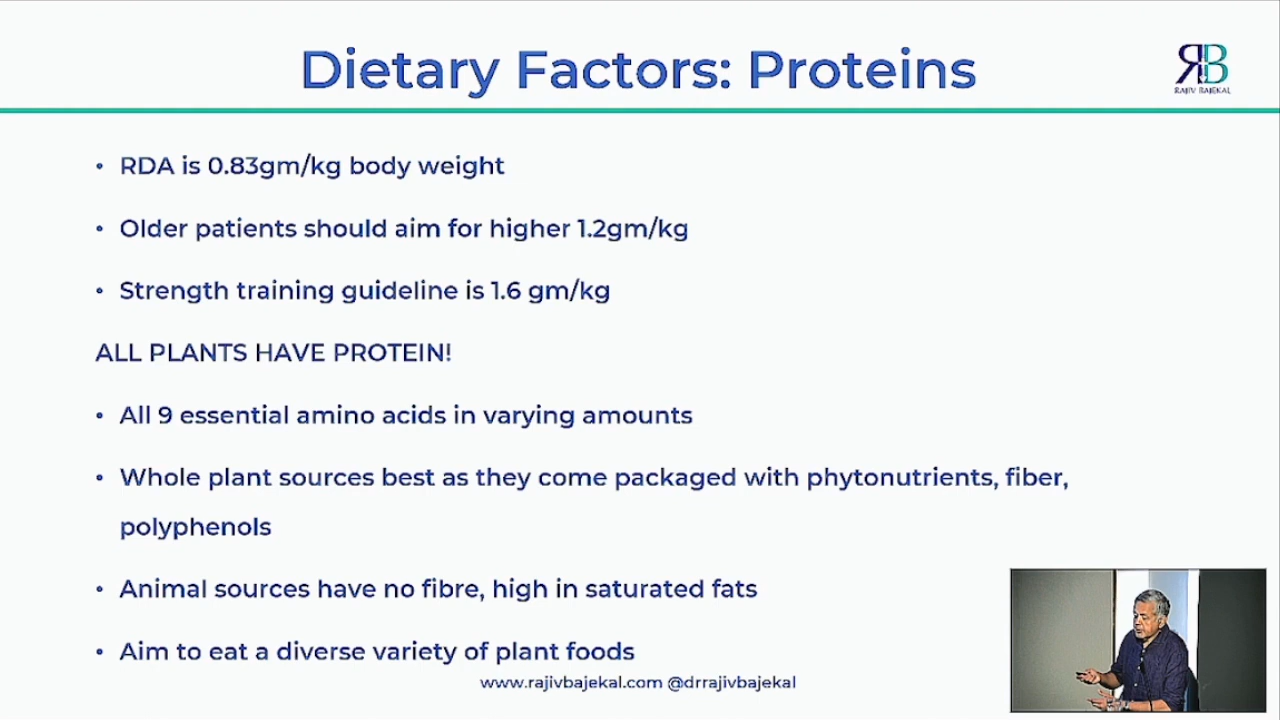 Dietary Factors: Proteins
RB
RAJIV BAJEKAL
• RDA is 0.83gm/kg body weight
• Older patients should aim for higher 1.2gm/kg
• Strength training guideline is 1.6 gm/kg
ALL PLANTS HAVE PROTEIN!
• All 9 essential amino acids in varying amounts
• Whole plant sources best as they come packaged with phytonutrients, fiber,
polyphenols
• Animal sources have no fibre, high in saturated fats
• Aim to eat a diverse variety of plant foods
www.rajivbajekal.com @drrajivbajekal